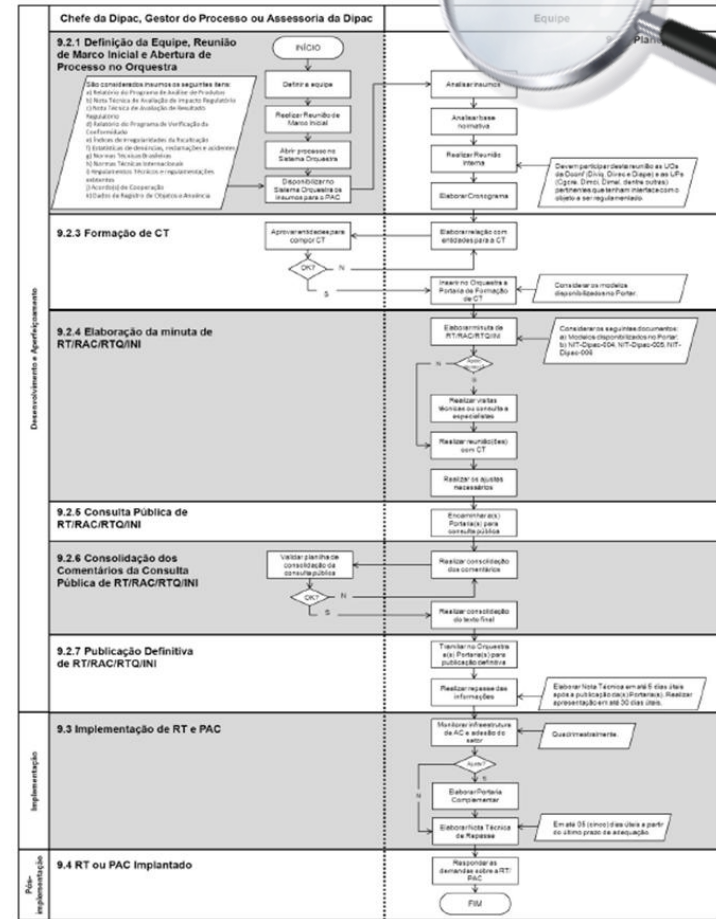 Chefe da Dipac, Gestor do Processo ou Assessoria da Dipac
Equipe
9.2.1 Definição da Equipe, Reunião
de Marco Inicial e Abertura de
Processo no Orquestra
INÍCIO
Plane
São considerados insumos os seguintes itens:
a) Relatório do Programa de Análise de Produtos
b) Nota Técnica de Avaliação de Impacto Regulatório
c) Nota Técnica de Avaliação de Resultado
Regulatório
d) Relatório do Programa de Verificação da
Conformidade
e) Índices de irregularidades da fiscalização
f) Estatísticas de denúncias, reclamações e acidentes
g) Normas Técnicas Brasileiras
h) Normas Técnicas Internacionais
i) Regulamentos Técnicos e regulamentações
existentes
j) Acordo(s) de Cooperação
k) Dados de Registro de Objetos e Anuência
Definir a equipe
Realizar Reunião de
Marco Inicial
Abrir processo no
Sistema Orquestra
Disponibilizar no
Sistema Orquestra os
insumos para o PAC
Analisar insumos
Analisar base
normativa
Realizar Reunião
Interna
Elaborar Cronograma
Devem participar desta reunião as UOs
pertinentes que tenham interface com o
objeto a ser regulamentado.
9.2.3 Formação de CT
Aprovar entidades para
compor CT
Elaborar relação com
entidades para a CT
OK?
N
S
Inserir no Orquestra a
Portaria de Formação
de CT
Considerar os modelos
disponibilizados no Portar.
Desenvolvimento e Aperfeiçoamento
9.2.4 Elaboração da minuta de
RT/RAC/RTQ/INI
Elaborar minuta de
RT/RAC/RTQ/INI
Considerar os seguintes documentos:
a) Modelos disponibilizados no Portar;
b) NIT-Dipac-004, NIT-Dipac-005, NIT-
Dipac-006
N
S
Realizar visitas
técnicas ou consulta a
especialistas
Realizar reunião(ões)
com CT
Realizar os ajustes
necessários
9.2.5 Consulta Pública de
RT/RAC/RTQ/INI
Encaminhar a(s)
Portaria(s) para
consulta pública
9.2.6 Consolidação dos
Comentários da Consulta
Pública de RT/RAC/RTQ/INI
Validar planilha de
consolidação da
consulta pública
Realizar consolidação
dos comentários
OK?
N
S
Realizar consolidação
do texto final
9.2.7 Publicação Definitiva
de RT/RAC/RTQ/INI
Tramitar no Orquestra
a(s) Portaria(s) para
publicação definitiva
Realizar repasse das
informações
Elaborar Nota Técnica em até 5 dias úteis
após a publicação da(s) Portaria(s). Realizar
apresentação em até 30 dias úteis.
Implementação
9.3 Implementação de RT e PAC
Monitorar infraestrutura
de AC e adesão do
setor
Quadrimestralmente.
N
S
Elaborar Portaria
Complementar
Elaborar Nota Técnica
de Repasse
Em até 05 (cinco) dias úteis a partir
do último prazo de adequação.
Pós-
implementação
9.4 RT ou PAC Implantado
Responder as
demandas sobre a RT/
PAC
FIM